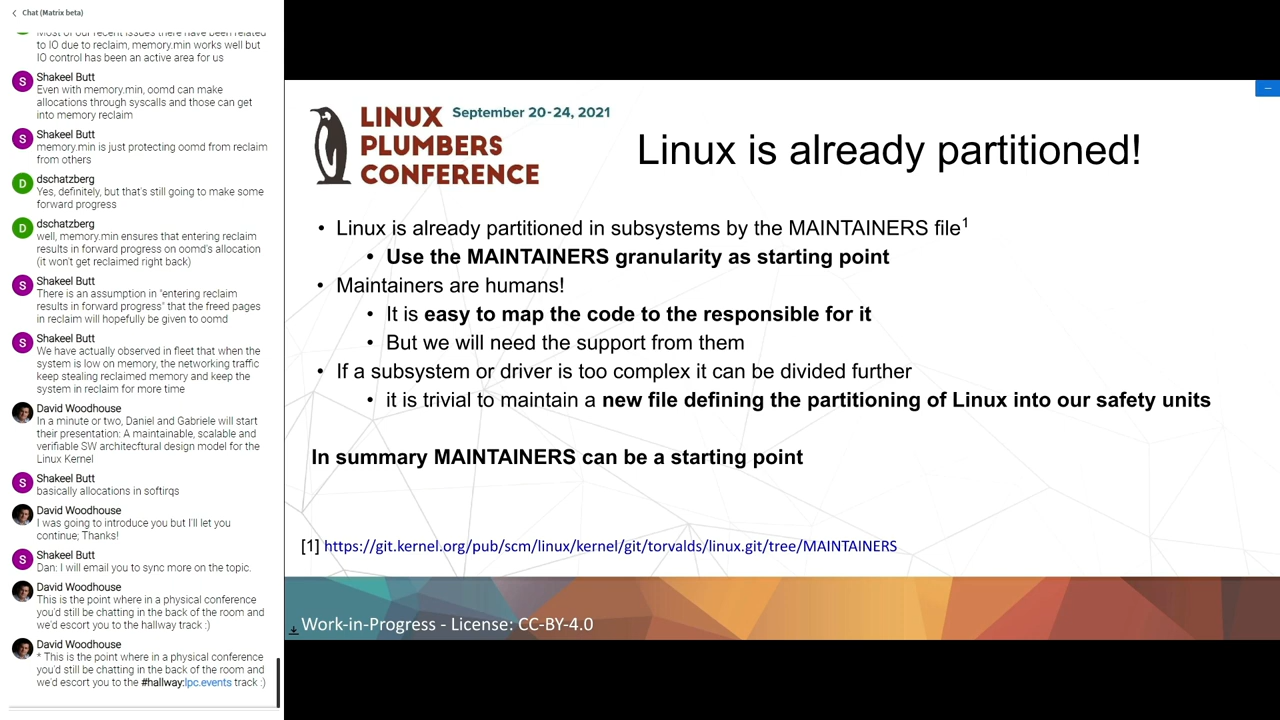 Chat (Matrix beta)
Most of our recent issues there have been related
to IO due to reclaim, memory.min works well but
IO control has been an active area for us
S
Shakeel Butt
Even with memory.min, oomd can make
allocations through syscalls and those can get
into memory reclaim
S
Shakeel Butt
memory.min is just protecting oomd from reclaim
from others
D
dschatzberg
Yes, definitely, but that's still going to make some
forward progress
D
dschatzberg
well, memory.min ensures that entering reclaim
results in forward progress on oomd's allocation
(it won't get reclaimed right back)
S
Shakeel Butt
There is an assumption in "entering reclaim
results in forward progress" that the freed pages
in reclaim will hopefully be given to oomd
S
Shakeel Butt
We have actually observed in fleet that when the
system is low on memory, the networking traffic
keep stealing reclaimed memory and keep the
system in reclaim for more time
David Woodhouse
In a minute or two, Daniel and Gabriele will start
their presentation: A maintainable, scalable and
verifiable SW architecftural design model for the
Linux Kernel
S
Shakeel Butt
basically allocations in softirqs
David Woodhouse
I was going to introduce you but I'll let you
continue; Thanks!
S
Shakeel Butt
Dan: I will email you to sync more on the topic.
David Woodhouse
This is the point where in a physical conference
you'd still be chatting in the back of the room and
we'd escort you to the hallway track :)
David Woodhouse
* This is the point where in a physical conference
you'd still be chatting in the back of the room and
we'd escort you to the #hallway:lpc.events track :)
LINUX
PLUMBERS
CONFERENCE
September 20-24, 2021
Linux is already partitioned!
• Linux is already partitioned in subsystems by the MAINTAINERS file1
• Use the MAINTAINERS granularity as starting point
• Maintainers are humans!
• It is easy to map the code to the responsible for it
• But we will need the support from them
• If a subsystem or driver is too complex it can be divided further
• it is trivial to maintain a new file defining the partitioning of Linux into our safety units
In summary MAINTAINERS can be a starting point
[1] https://git.kernel.org/pub/scm/linux/kernel/git/torvalds/linux.git/tree/MAINTAINERS
Work-in-Progress - License: CC-BY-4.0